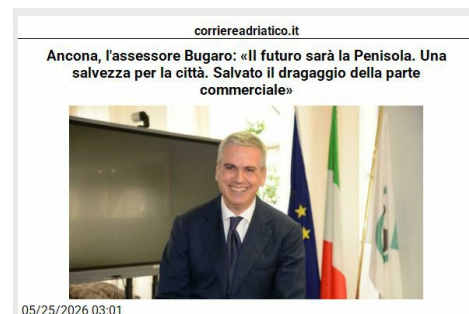 corriereadriatico.it
Ancona, l'assessore Bugaro: «Il futuro sarà la Penisola. Una
salvezza per la città. Salvato il dragaggio della parte
commerciale»
05/25/2026 03:01